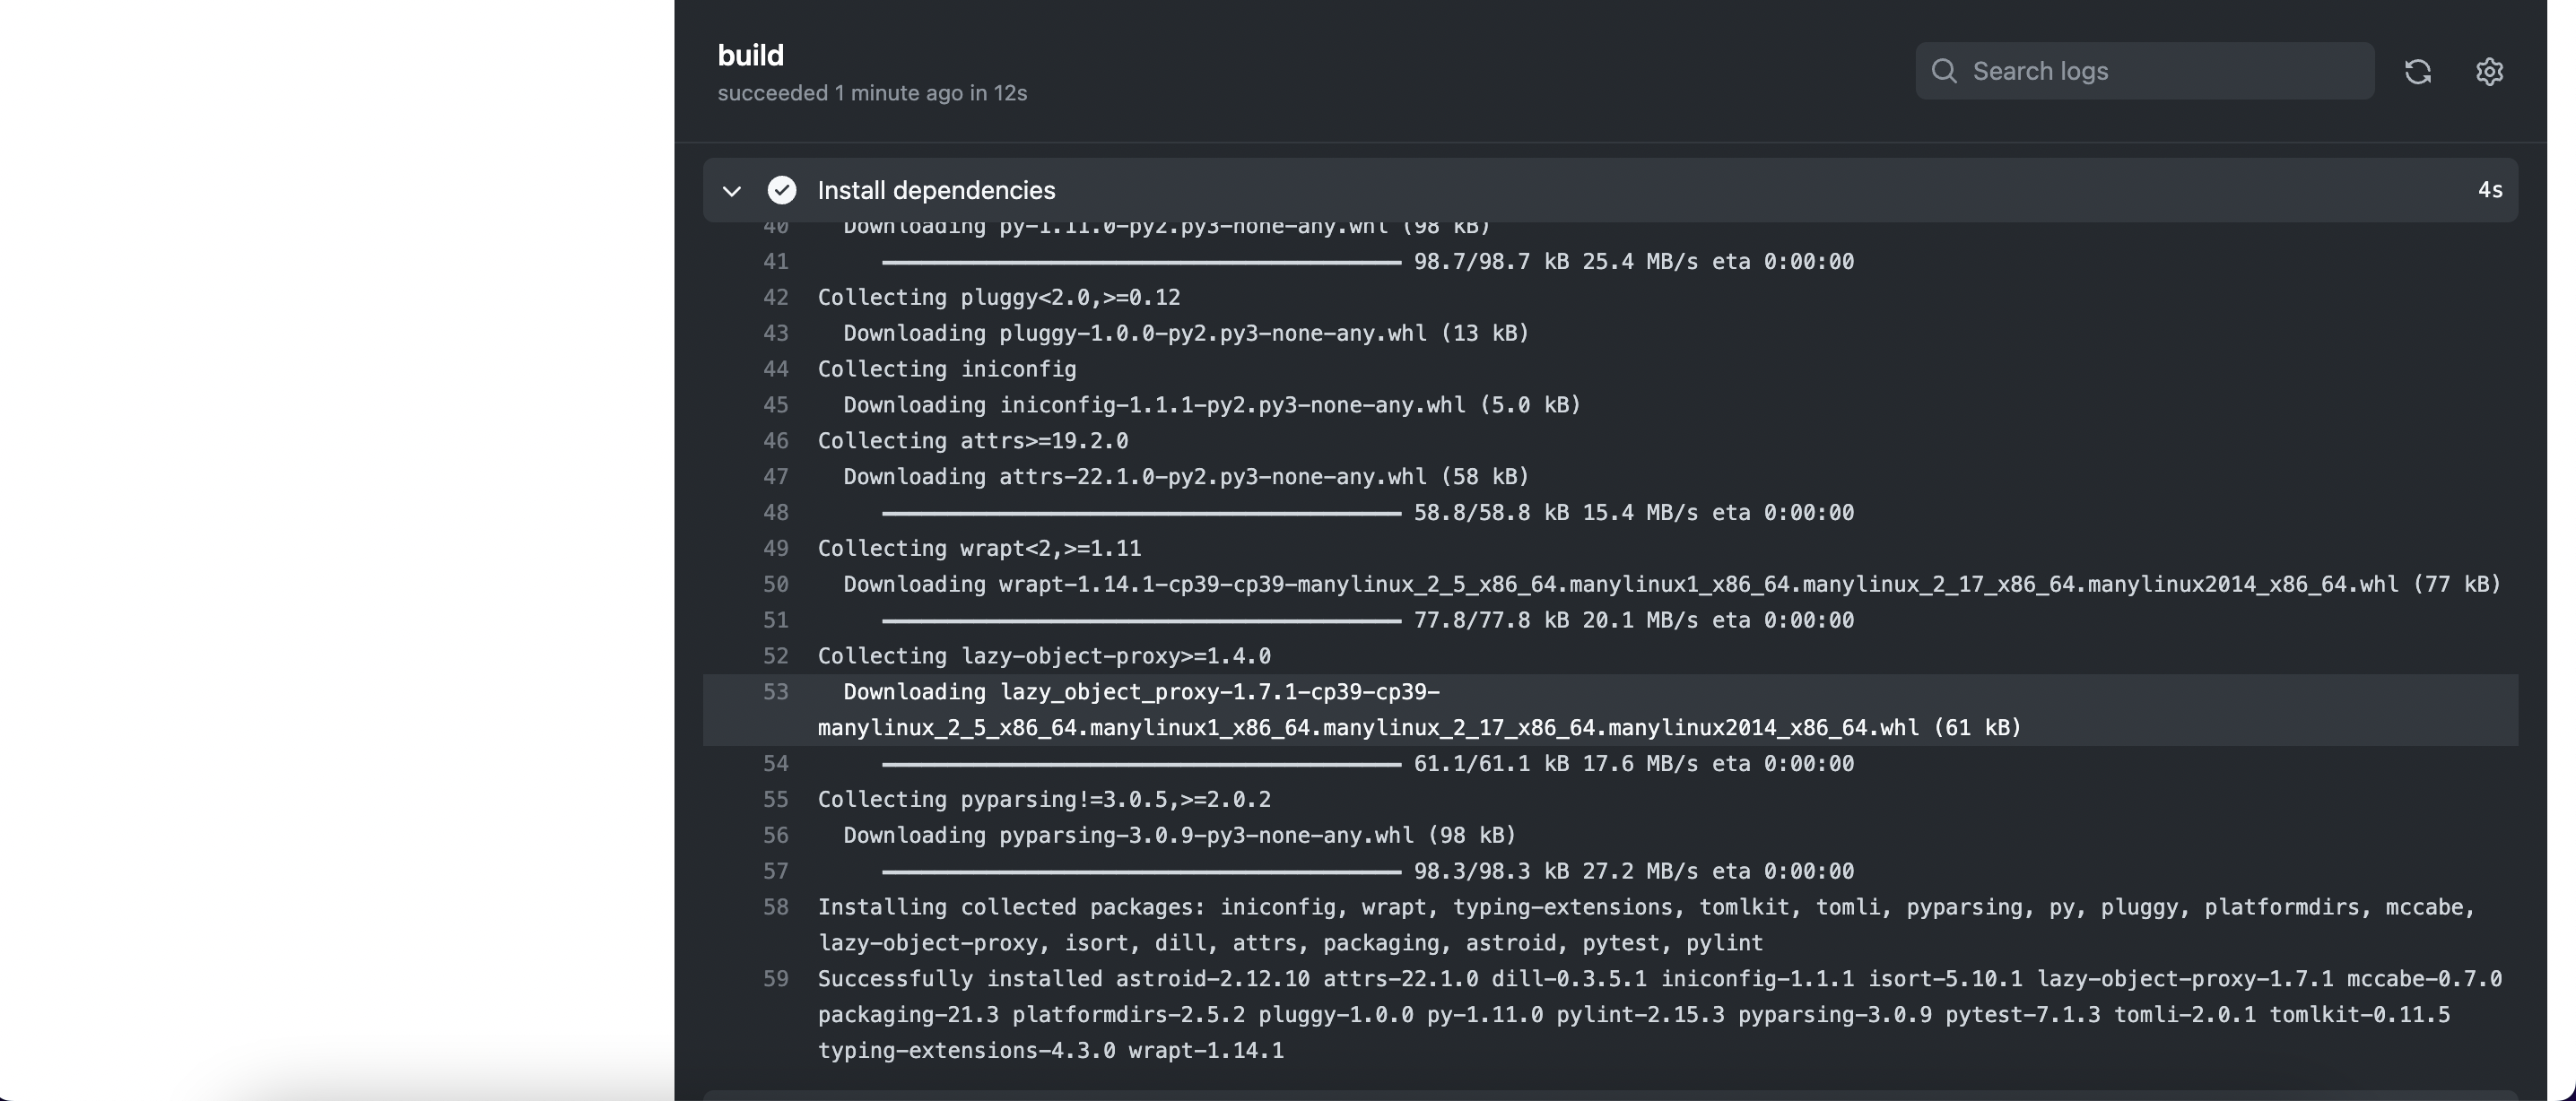 build
succeeded 1 minute ago in 12s
Search logs
Install dependencies 4s
40 Downloading py-1.11.0-py2.py3-none-any.whl (98 kB)
41 98.7/98.7 kB 25.4 MB/s eta 0:00:00
42 Collecting pluggy<2.0,>=0.12
43 Downloading pluggy-1.0.0-py2.py3-none-any.whl (13 kB)
44 Collecting iniconfig
45 Downloading iniconfig-1.1.1-py2.py3-none-any.whl (5.0 kB)
46 Collecting attrs>=19.2.0
47 Downloading attrs-22.1.0-py2.py3-none-any.whl (58 kB)
48 58.8/58.8 kB 15.4 MB/s eta 0:00:00
49 Collecting wrapt<2,>=1.11
50 Downloading wrapt-1.14.1-cp39-cp39-manylinux_2_5_x86_64.manylinux1_x86_64.manylinux_2_17_x86_64.manylinux2014_x86_64.whl (77 kB)
51 77.8/77.8 kB 20.1 MB/s eta 0:00:00
52 Collecting lazy-object-proxy>=1.4.0
53 Downloading lazy_object_proxy-1.7.1-cp39-cp39-
manylinux_2_5_x86_64.manylinux1_x86_64.manylinux_2_17_x86_64.manylinux2014_x86_64.whl (61 kB)
54 61.1/61.1 kB 17.6 MB/s eta 0:00:00
55 Collecting pyparsing!=3.0.5,>=2.0.2
56 Downloading pyparsing-3.0.9-py3-none-any.whl (98 kB)
57 98.3/98.3 kB 27.2 MB/s eta 0:00:00
58 Installing collected packages: iniconfig, wrapt, typing-extensions, tomlkit, tomli, pyparsing, py, pluggy, platformdirs, mccabe,
lazy-object-proxy, isort, dill, attrs, packaging, astroid, pytest, pylint
59 Successfully installed astroid-2.12.10 attrs-22.1.0 dill-0.3.5.1 iniconfig-1.1.1 isort-5.10.1 lazy-object-proxy-1.7.1 mccabe-0.7.0
packaging-21.3 platformdirs-2.5.2 pluggy-1.0.0 py-1.11.0 pylint-2.15.3 pyparsing-3.0.9 pytest-7.1.3 tomli-2.0.1 tomlkit-0.11.5
typing-extensions-4.3.0 wrapt-1.14.1